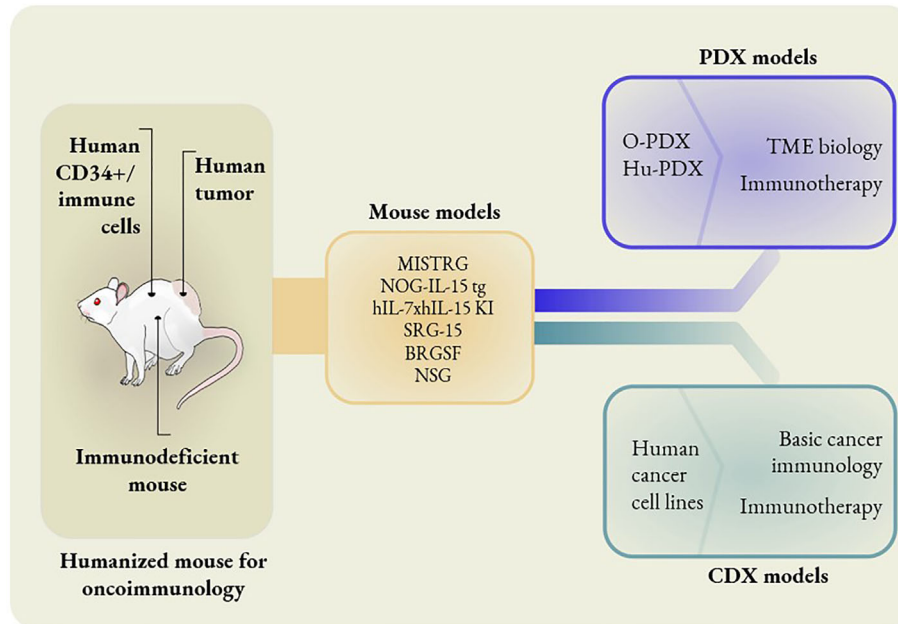 Human
CD34+/
immune
cells
Human
tumor
Immunodeficient
mouse
Humanized mouse for
oncoimmunology
Mouse models
MISTRG
NOG-IL-15 tg
hIL-7xhIL-15 KI
SRG-15
BRGSF
NSG
PDX models
O-PDX
Hu-PDX
TME biology
Immunotherapy
Human
cancer
cell lines
Basic cancer
immunology
Immunotherapy
CDX models